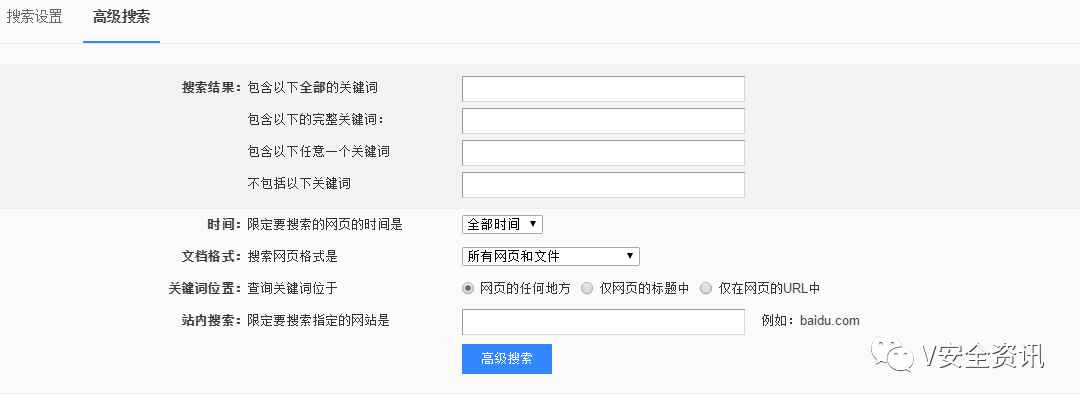 搜索设置 高级搜索
搜索结果：包含以下全部的关键词
包含以下的完整关键词：
包含以下任意一个关键词
不包括以下关键词
时间：限定要搜索的网页的时间是 全部时间
文档格式：搜索网页格式是 所有网页和文件
关键词位置：查询关键词位于 网页的任何地方 仅网页的标题中 仅在网页的URL中
站内搜索：限定要搜索指定的网站是 例如：baidu.com
高级搜索
V安全资讯